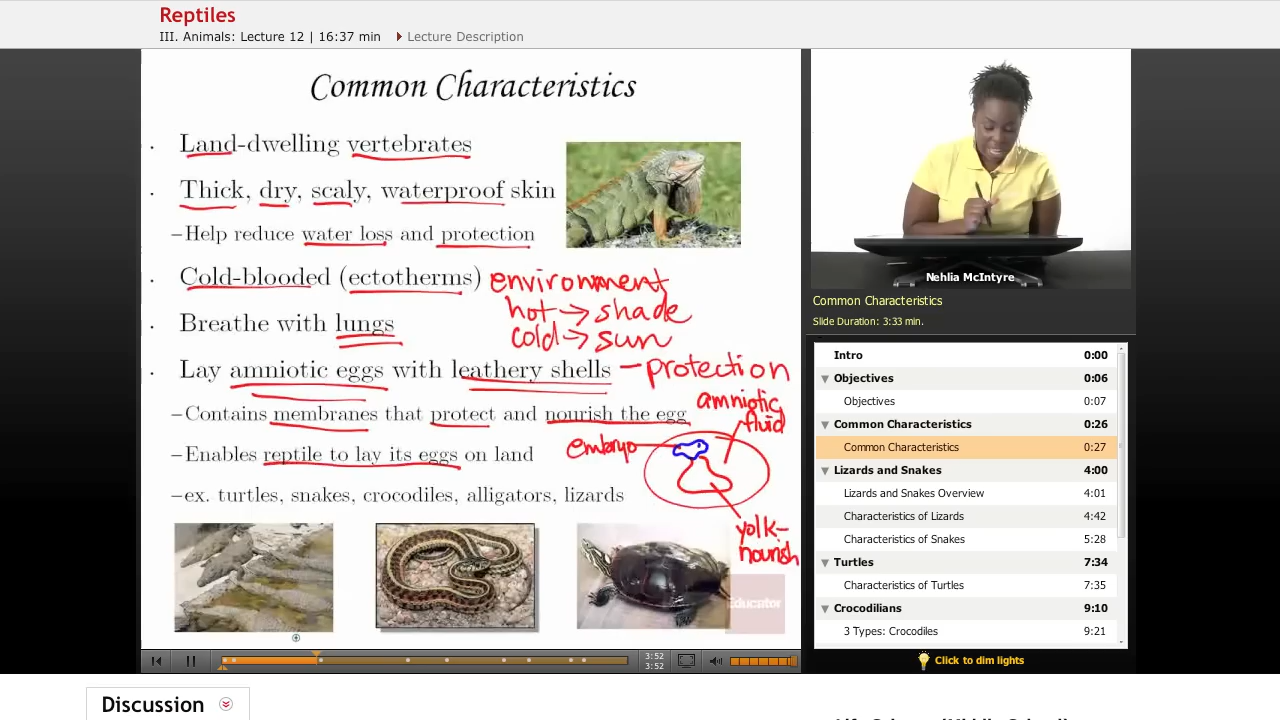 Reptiles
III. Animals: Lecture 12 | 16:37 min Lecture Description
Common Characteristics
· Land-dwelling vertebrates
· Thick, dry, scaly, waterproof skin
–Help reduce water loss and protection
· Cold-blooded (ectotherms) environment
hot → shade
cold → sun
· Breathe with lungs
· Lay amniotic eggs with leathery shells – protection
amniotic
fluid
–Contains membranes that protect and nourish the egg
embryo
–Enables reptile to lay its eggs on land
–ex. turtles, snakes, crocodiles, alligators, lizards
yolk-
nourish
Educator
3:52
3:52
Nehlia McIntyre
Common Characteristics
Slide Duration: 3:33 min.
Intro 0:00
Objectives 0:06
Objectives 0:07
Common Characteristics 0:26
Common Characteristics 0:27
Lizards and Snakes 4:00
Lizards and Snakes Overview 4:01
Characteristics of Lizards 4:42
Characteristics of Snakes 5:28
Turtles 7:34
Characteristics of Turtles 7:35
Crocodilians 9:10
3 Types: Crocodiles 9:21
Click to dim lights
Discussion